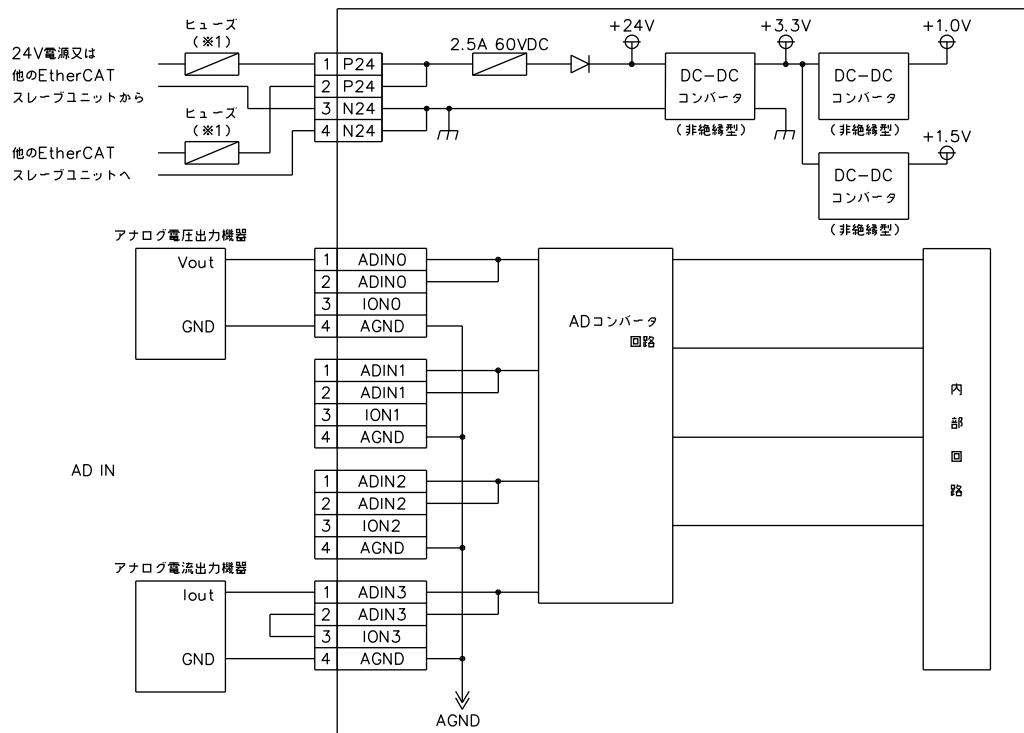 ヒューズ
(※1)
24V電源又は
他のEtherCAT
スレーブユニットから
ヒューズ
(※1)
他のEtherCAT
スレーブユニットへ
1 P24
2 P24
3 N24
4 N24
2.5A 60VDC
+24V
DC-DC
コンバータ
(非絶縁型)
+3.3V
DC-DC
コンバータ
(非絶縁型)
+1.0V
DC-DC
コンバータ
(非絶縁型)
+1.5V
アナログ電圧出力機器
Vout
GND
1 ADIN0
2 ADIN0
3 ION0
4 AGND
1 ADIN1
2 ADIN1
3 ION1
4 AGND
AD IN
1 ADIN2
2 ADIN2
3 ION2
4 AGND
アナログ電流出力機器
Iout
GND
1 ADIN3
2 ADIN3
3 ION3
4 AGND
AGND
ADコンバータ
回路
内
部
回
路